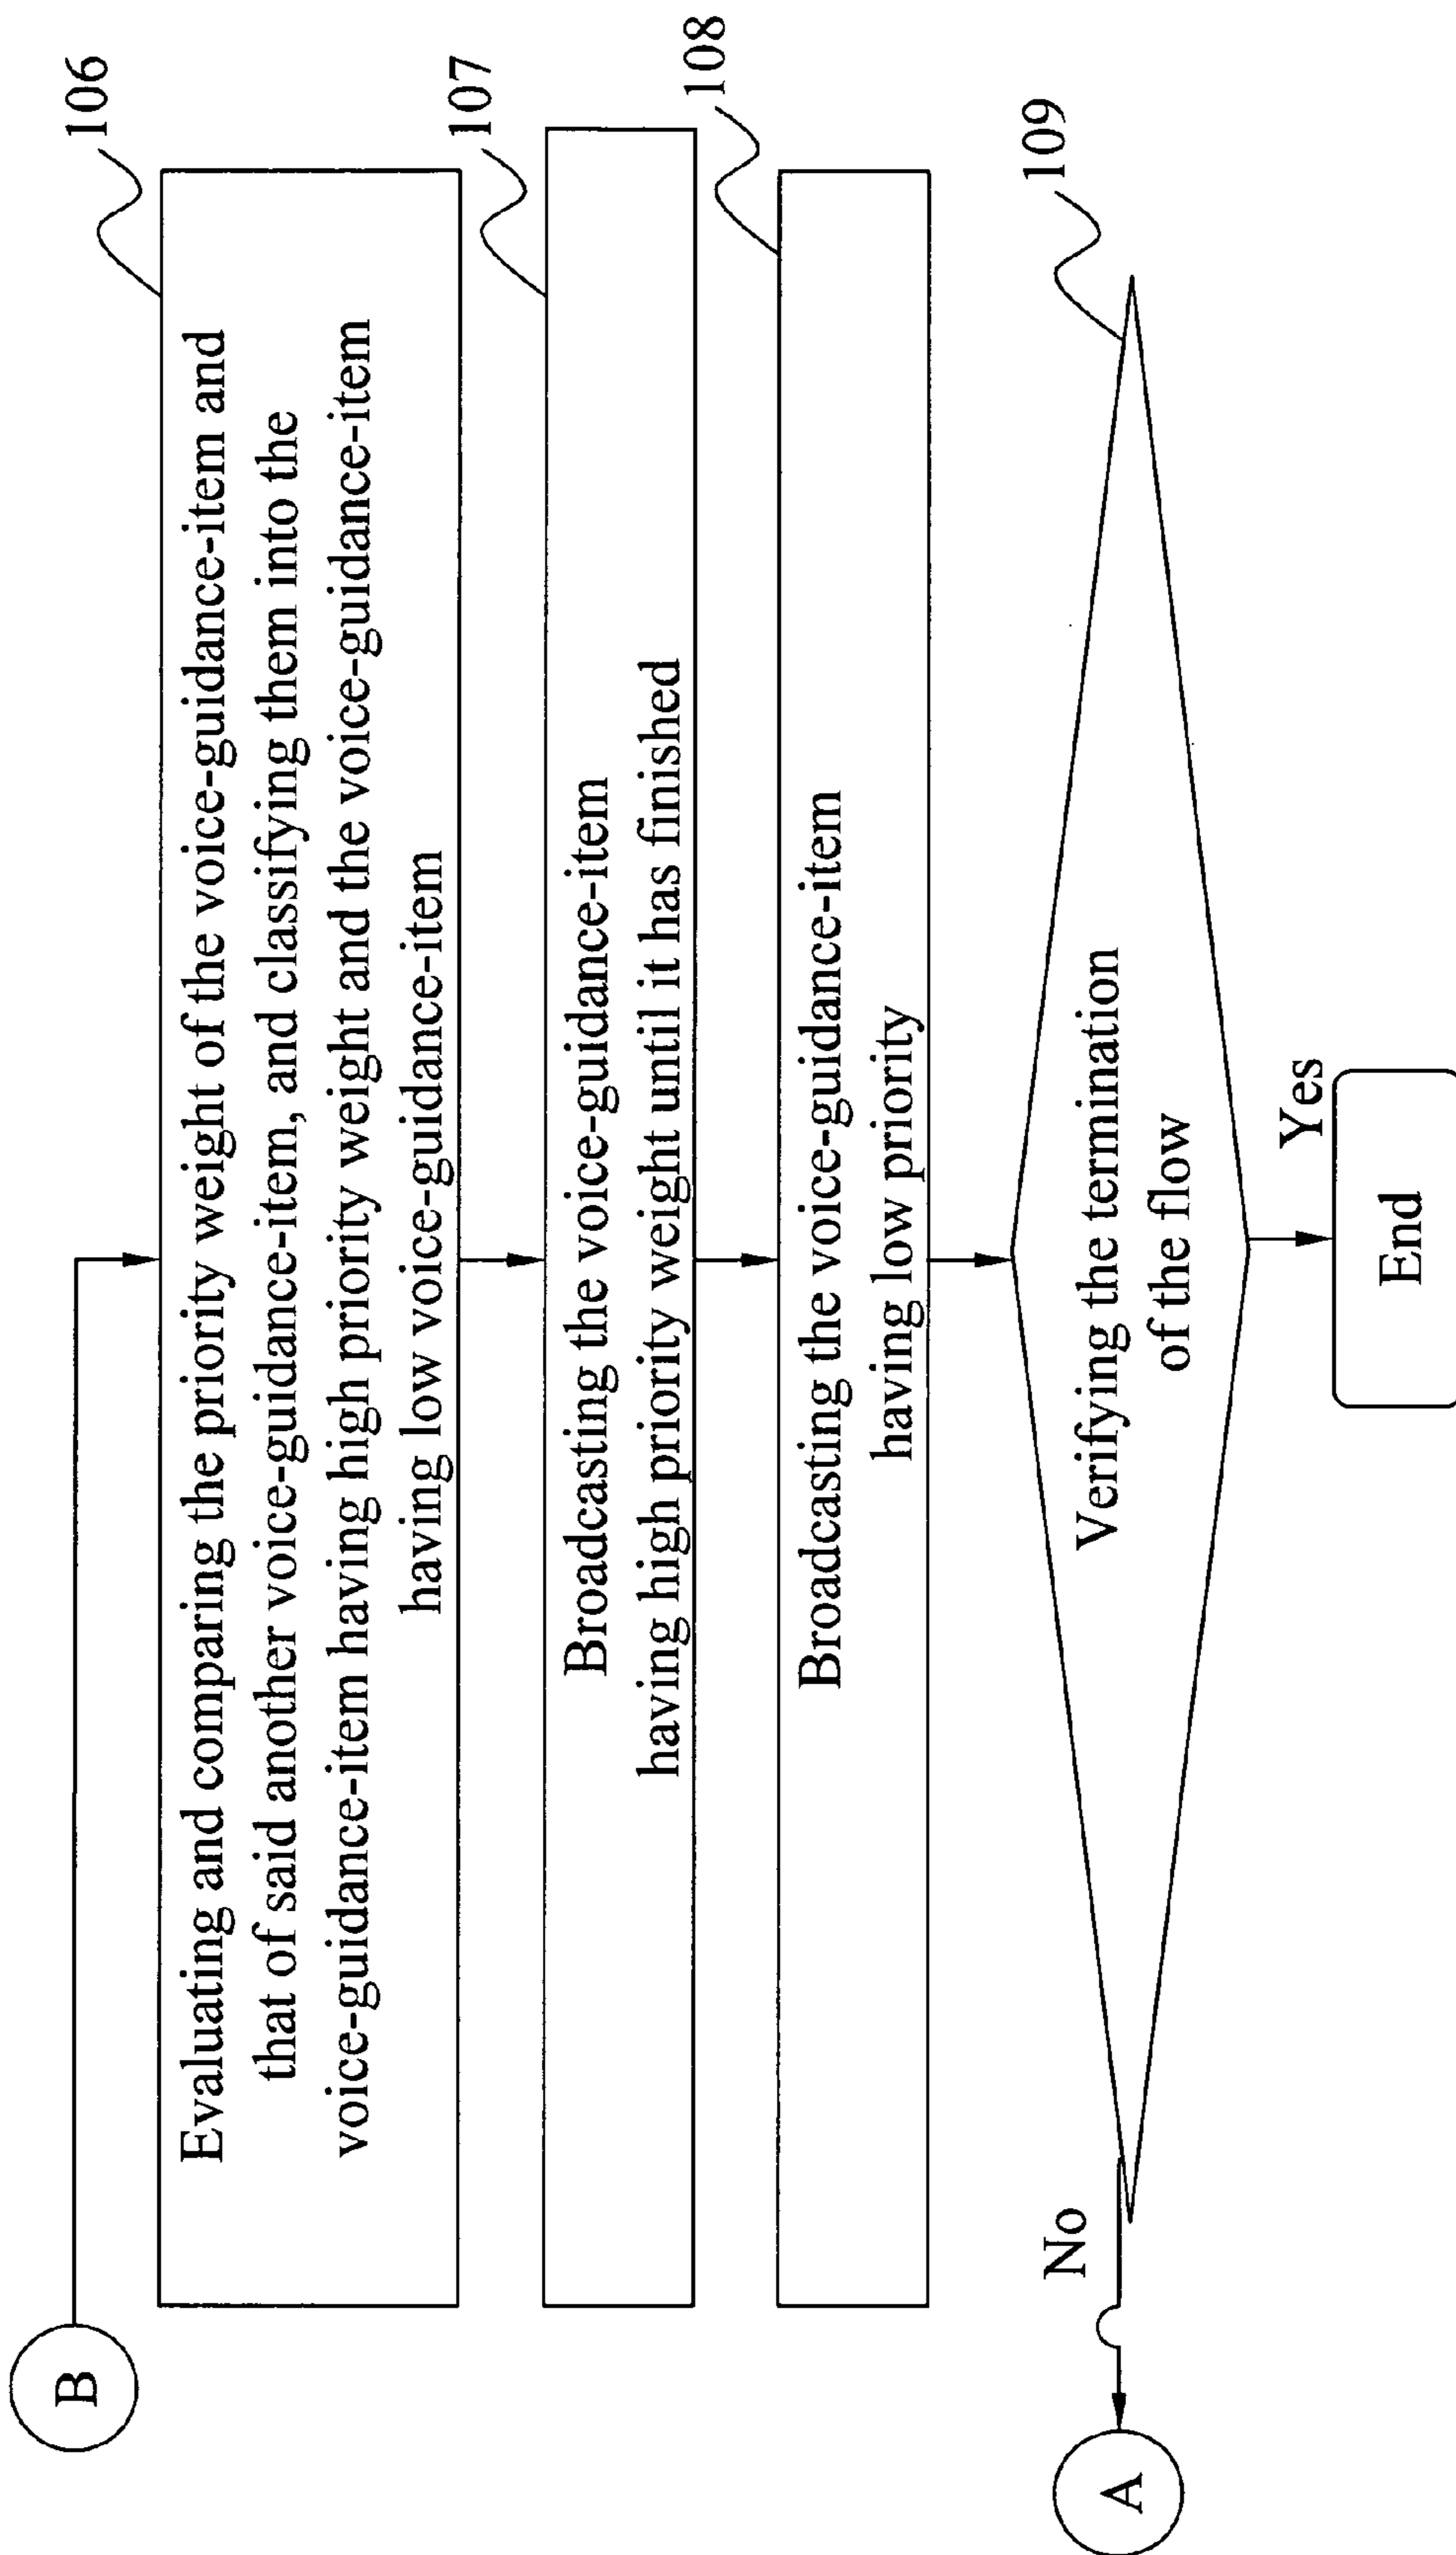 B
106
Evaluating and comparing the priority weight of the voice-guidance-item and
that of said another voice-guidance-item, and classifying them into the
voice-guidance-item having high priority weight and the voice-guidance-item
having low voice-guidance-item
107
Broadcasting the voice-guidance-item
having high priority weight until it has finished
108
Broadcasting the voice-guidance-item
having low priority
109
Verifying the termination
of the flow
No
A
Yes
End